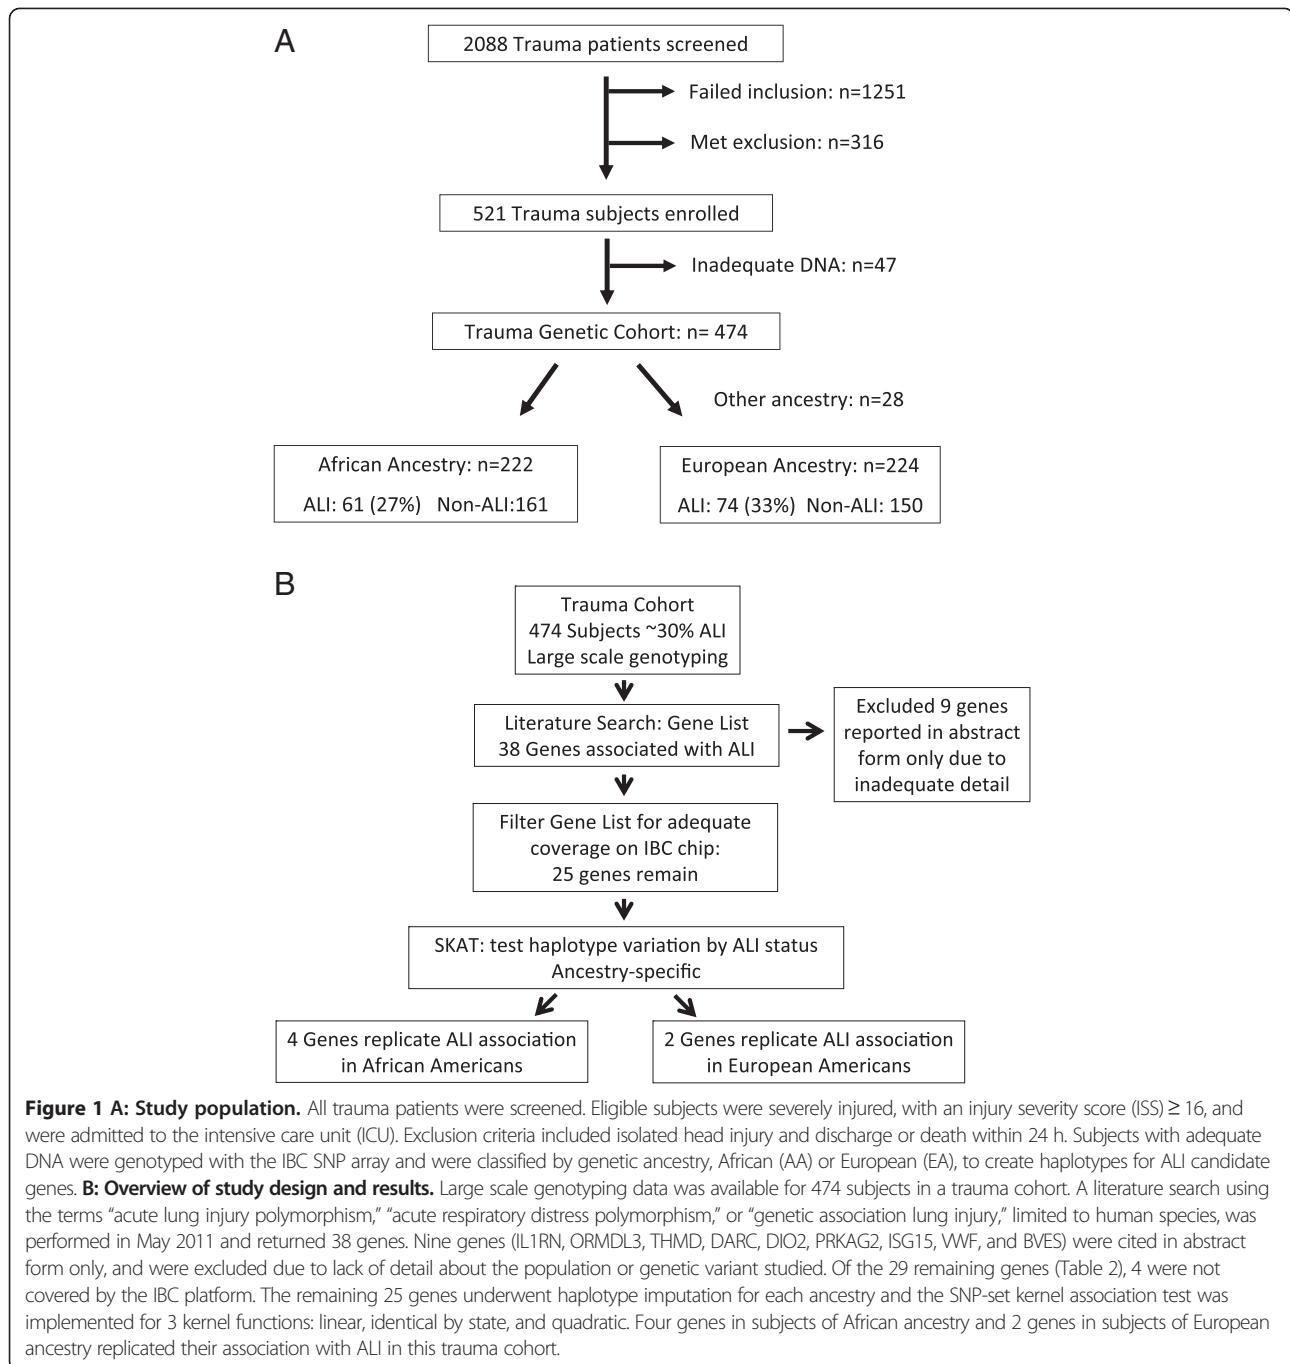 A
2088 Trauma patients screened
Failed inclusion: n=1251
Met exclusion: n=316
521 Trauma subjects enrolled
Inadequate DNA: n=47
Trauma Genetic Cohort: n= 474
Other ancestry: n=28
African Ancestry: n=222
ALI: 61 (27%) Non-ALI:161
European Ancestry: n=224
ALI: 74 (33%) Non-ALI: 150
B
Trauma Cohort
474 Subjects ~30% ALI
Large scale genotyping
Literature Search: Gene List
38 Genes associated with ALI
Excluded 9 genes
reported in abstract
form only due to
inadequate detail
Filter Gene List for adequate
coverage on IBC chip:
25 genes remain
SKAT: test haplotype variation by ALI status
Ancestry-specific
4 Genes replicate ALI association
in African Americans
2 Genes replicate ALI association
in European Americans
Figure 1 A: Study population. All trauma patients were screened. Eligible subjects were severely injured, with an injury severity score (ISS) ≥ 16, and
were admitted to the intensive care unit (ICU). Exclusion criteria included isolated head injury and discharge or death within 24 h. Subjects with adequate
DNA were genotyped with the IBC SNP array and were classified by genetic ancestry, African (AA) or European (EA), to create haplotypes for ALI candidate
genes. B: Overview of study design and results. Large scale genotyping data was available for 474 subjects in a trauma cohort. A literature search using
the terms “acute lung injury polymorphism,” “acute respiratory distress polymorphism,” or “genetic association lung injury,” limited to human species, was
performed in May 2011 and returned 38 genes. Nine genes (IL1RN, ORMDL3, THMD, DARC, DIO2, PRKAG2, ISG15, VWF, and BVES) were cited in abstract
form only, and were excluded due to lack of detail about the population or genetic variant studied. Of the 29 remaining genes (Table 2), 4 were not
covered by the IBC platform. The remaining 25 genes underwent haplotype imputation for each ancestry and the SNP-set kernel association test was
implemented for 3 kernel functions: linear, identical by state, and quadratic. Four genes in subjects of African ancestry and 2 genes in subjects of European
ancestry replicated their association with ALI in this trauma cohort.